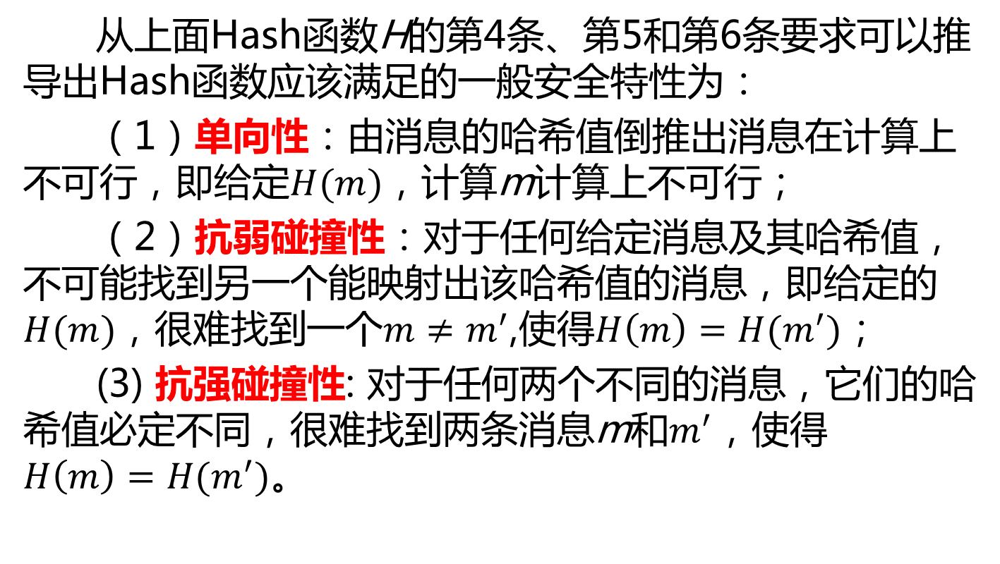 从上面Hash函数H的第4条、第5和第6条要求可以推
导出Hash函数应该满足的一般安全特性为：
（1）单向性：由消息的哈希值倒推出消息在计算上
不可行，即给定H(m)，计算m计算上不可行；
（2）抗弱碰撞性：对于任何给定消息及其哈希值，
不可能找到另一个能映射出该哈希值的消息，即给定的
H(m)，很难找到一个m ≠ m′,使得H(m) = H(m′)；
(3) 抗强碰撞性: 对于任何两个不同的消息，它们的哈
希值必定不同，很难找到两条消息m和m′，使得
H(m) = H(m′)。